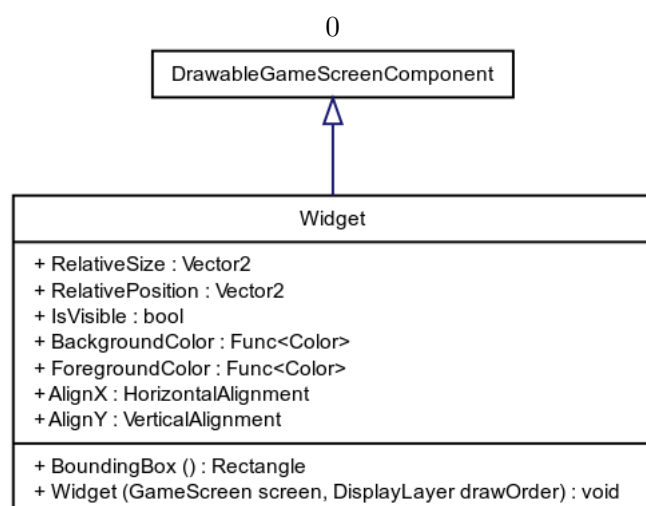 0
DrawableGameScreenComponent
Widget
+ RelativeSize : Vector2
+ RelativePosition : Vector2
+ IsVisible : bool
+ BackgroundColor : Func<Color>
+ ForegroundColor : Func<Color>
+ AlignX : HorizontalAlignment
+ AlignY : VerticalAlignment
+ BoundingBox () : Rectangle
+ Widget (GameScreen screen, DisplayLayer drawOrder) : void